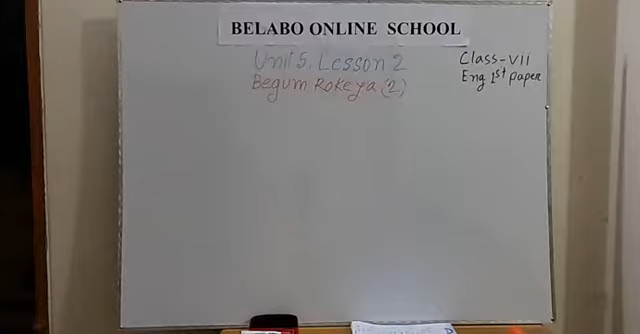 BELABO ONLINE SCHOOL
Unit 5. Lesson 2
Begum Rokeya (2)
Class-vii
Eng 1st paper